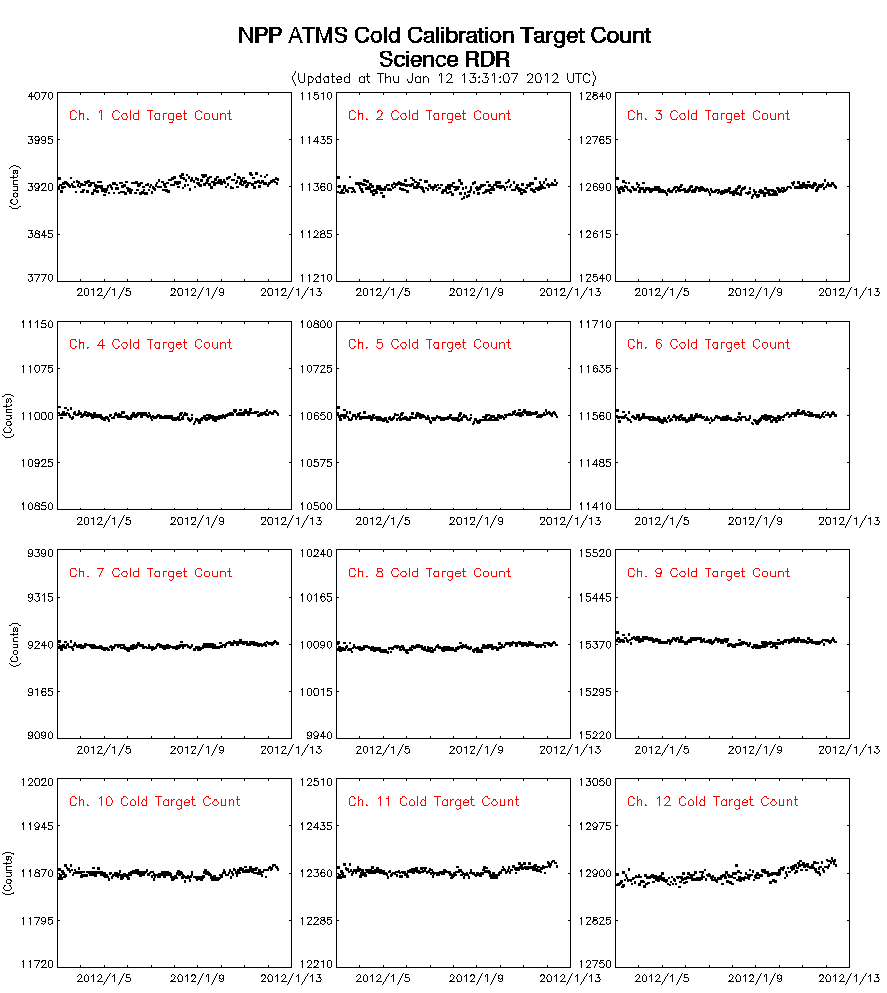 NPP ATMS Cold Calibration Target Count
Science RDR
(Updated at Thu Jan 12 13:31:07 2012 UTC)
4070 11510 12840
Ch. 1 Cold Target Count Ch. 2 Cold Target Count Ch. 3 Cold Target Count
3995 11435 12765
(Counts)
3920 11360 12690
3845 11285 12615
3770 11210 12540
2012/1/5 2012/1/9 2012/1/13 2012/1/5 2012/1/9 2012/1/13 2012/1/5 2012/1/9 2012/1/13
11150 10800 11710
Ch. 4 Cold Target Count Ch. 5 Cold Target Count Ch. 6 Cold Target Count
11075 10725 11635
(Counts)
11000 10650 11560
10925 10575 11485
10850 10500 11410
2012/1/5 2012/1/9 2012/1/13 2012/1/5 2012/1/9 2012/1/13 2012/1/5 2012/1/9 2012/1/13
9390 10240 15520
Ch. 7 Cold Target Count Ch. 8 Cold Target Count Ch. 9 Cold Target Count
9315 10165 15445
(Counts)
9240 10090 15370
9165 10015 15295
9090 9940 15220
2012/1/5 2012/1/9 2012/1/13 2012/1/5 2012/1/9 2012/1/13 2012/1/5 2012/1/9 2012/1/13
12020 12510 13050
Ch. 10 Cold Target Count Ch. 11 Cold Target Count Ch. 12 Cold Target Count
11945 12435 12975
(Counts)
11870 12360 12900
11795 12285 12825
11720 12210 12750
2012/1/5 2012/1/9 2012/1/13 2012/1/5 2012/1/9 2012/1/13 2012/1/5 2012/1/9 2012/1/13